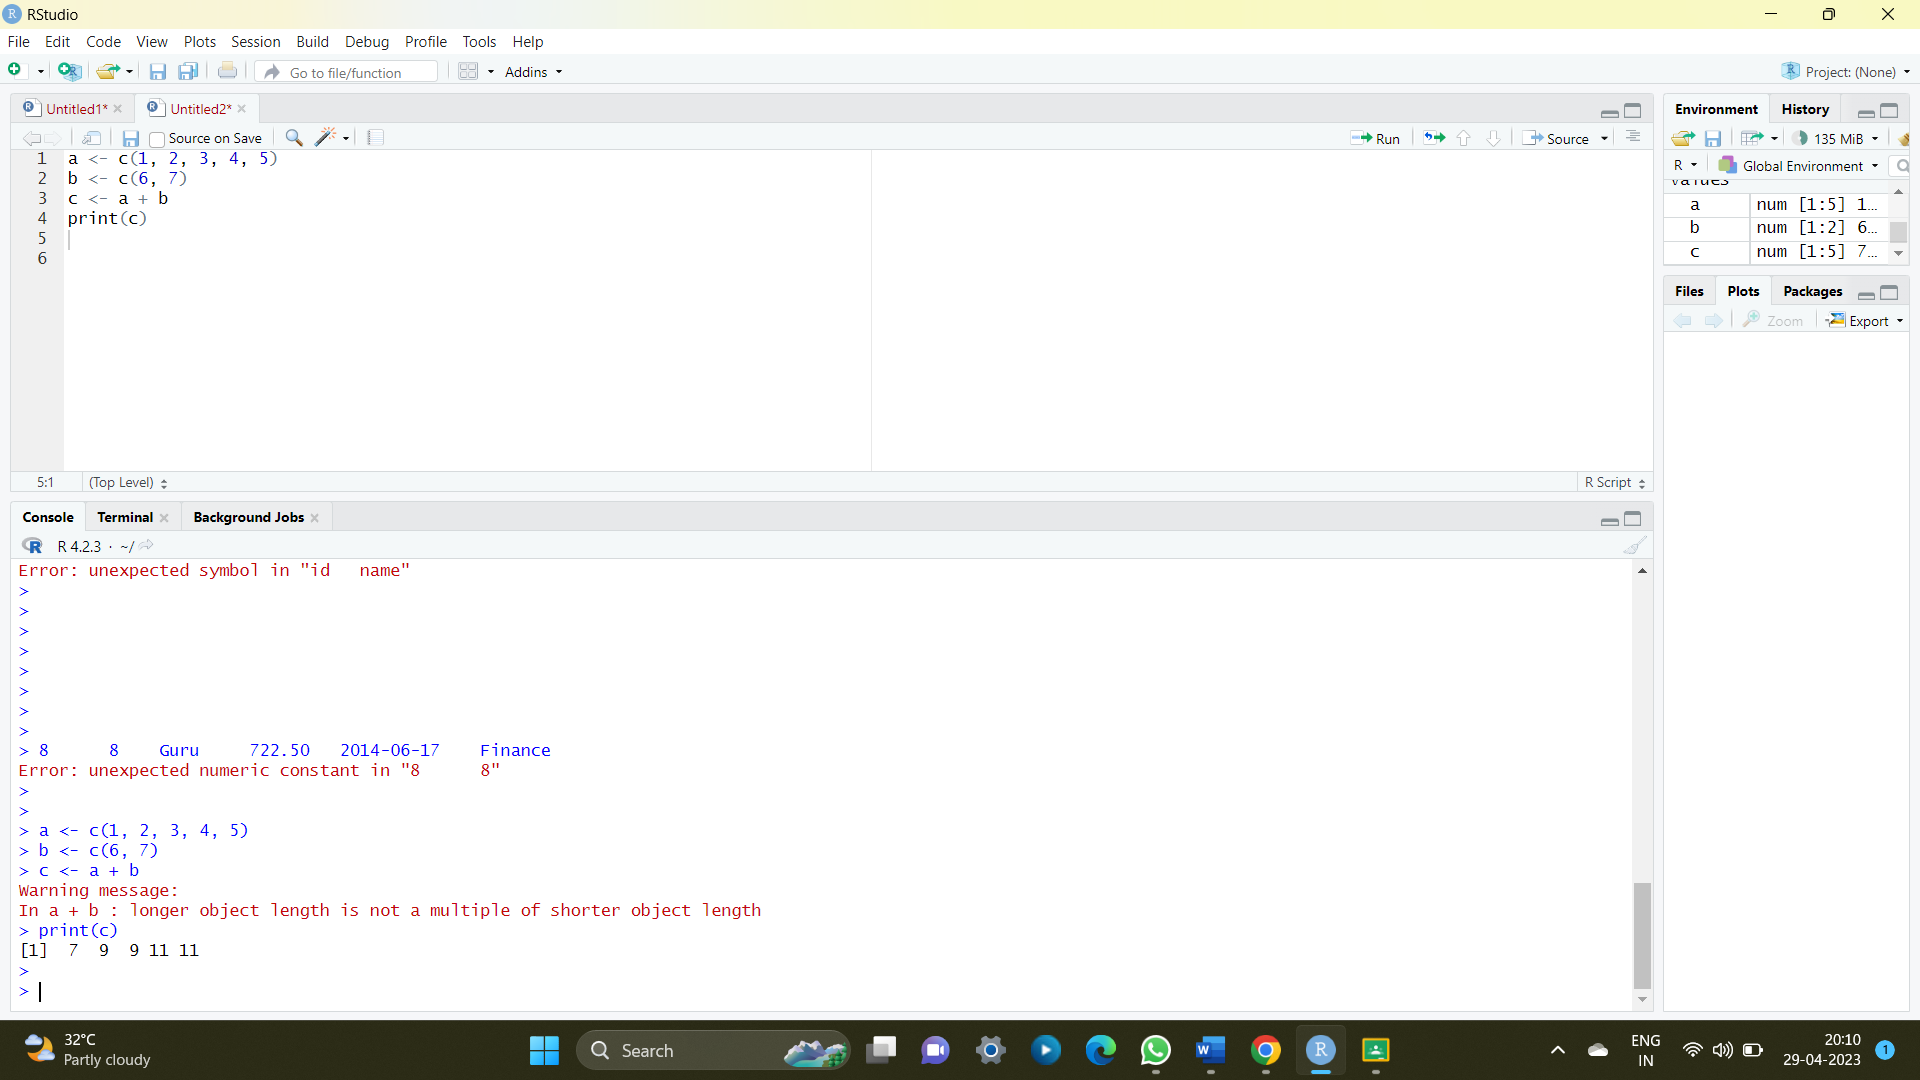 RStudio
File Edit Code View Plots Session Build Debug Profile Tools Help
Go to file/function Addins Project: (None)
Untitled1* Untitled2*
Source on Save Run Source
1 a <- c(1, 2, 3, 4, 5)
2 b <- c(6, 7)
3 c <- a + b
4 print(c)
5
6
5:1 (Top Level) R Script
Console Terminal Background Jobs
R 4.2.3 · ~/
Error: unexpected symbol in "id   name"
>
>
>
>
>
>
>
>
> 8      8    Guru     722.50   2014-06-17    Finance
Error: unexpected numeric constant in "8      8"
>
>
> a <- c(1, 2, 3, 4, 5)
> b <- c(6, 7)
> c <- a + b
Warning message:
In a + b : longer object length is not a multiple of shorter object length
> print(c)
[1]  7  9  9 11 11
>
>
Environment History
135 MiB
R Global Environment
values
a num [1:5] 1…
b num [1:2] 6…
c num [1:5] 7…
Files Plots Packages
Zoom Export
32°C
Partly cloudy
Search
ENG
IN
20:10
29-04-2023
1